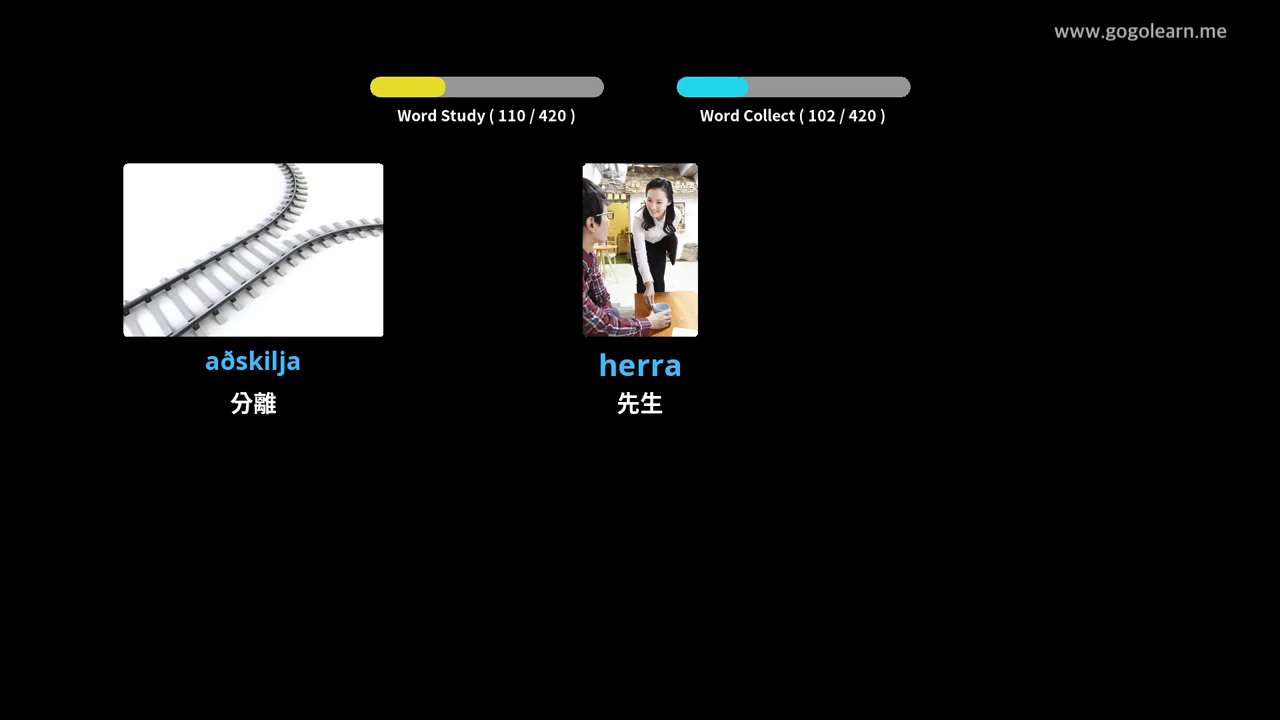 www.gogolearn.me
Word Study ( 110 / 420 )
Word Collect ( 102 / 420 )
aðskilja
分離
herra
先生